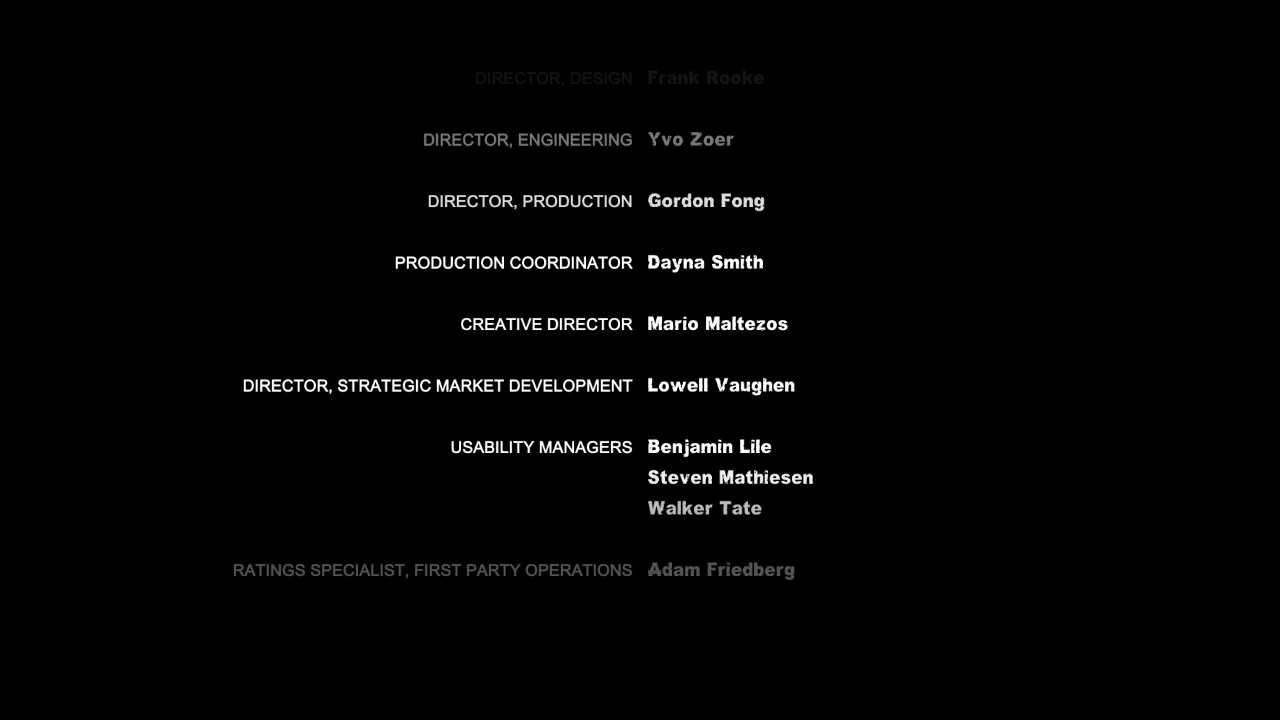 DIRECTOR, DESIGN Frank Rooke
DIRECTOR, ENGINEERING Yvo Zoer
DIRECTOR, PRODUCTION Gordon Fong
PRODUCTION COORDINATOR Dayna Smith
CREATIVE DIRECTOR Mario Maltezos
DIRECTOR, STRATEGIC MARKET DEVELOPMENT Lowell Vaughen
USABILITY MANAGERS Benjamin Lile
Steven Mathiesen
Walker Tate
RATINGS SPECIALIST, FIRST PARTY OPERATIONS Adam Friedberg